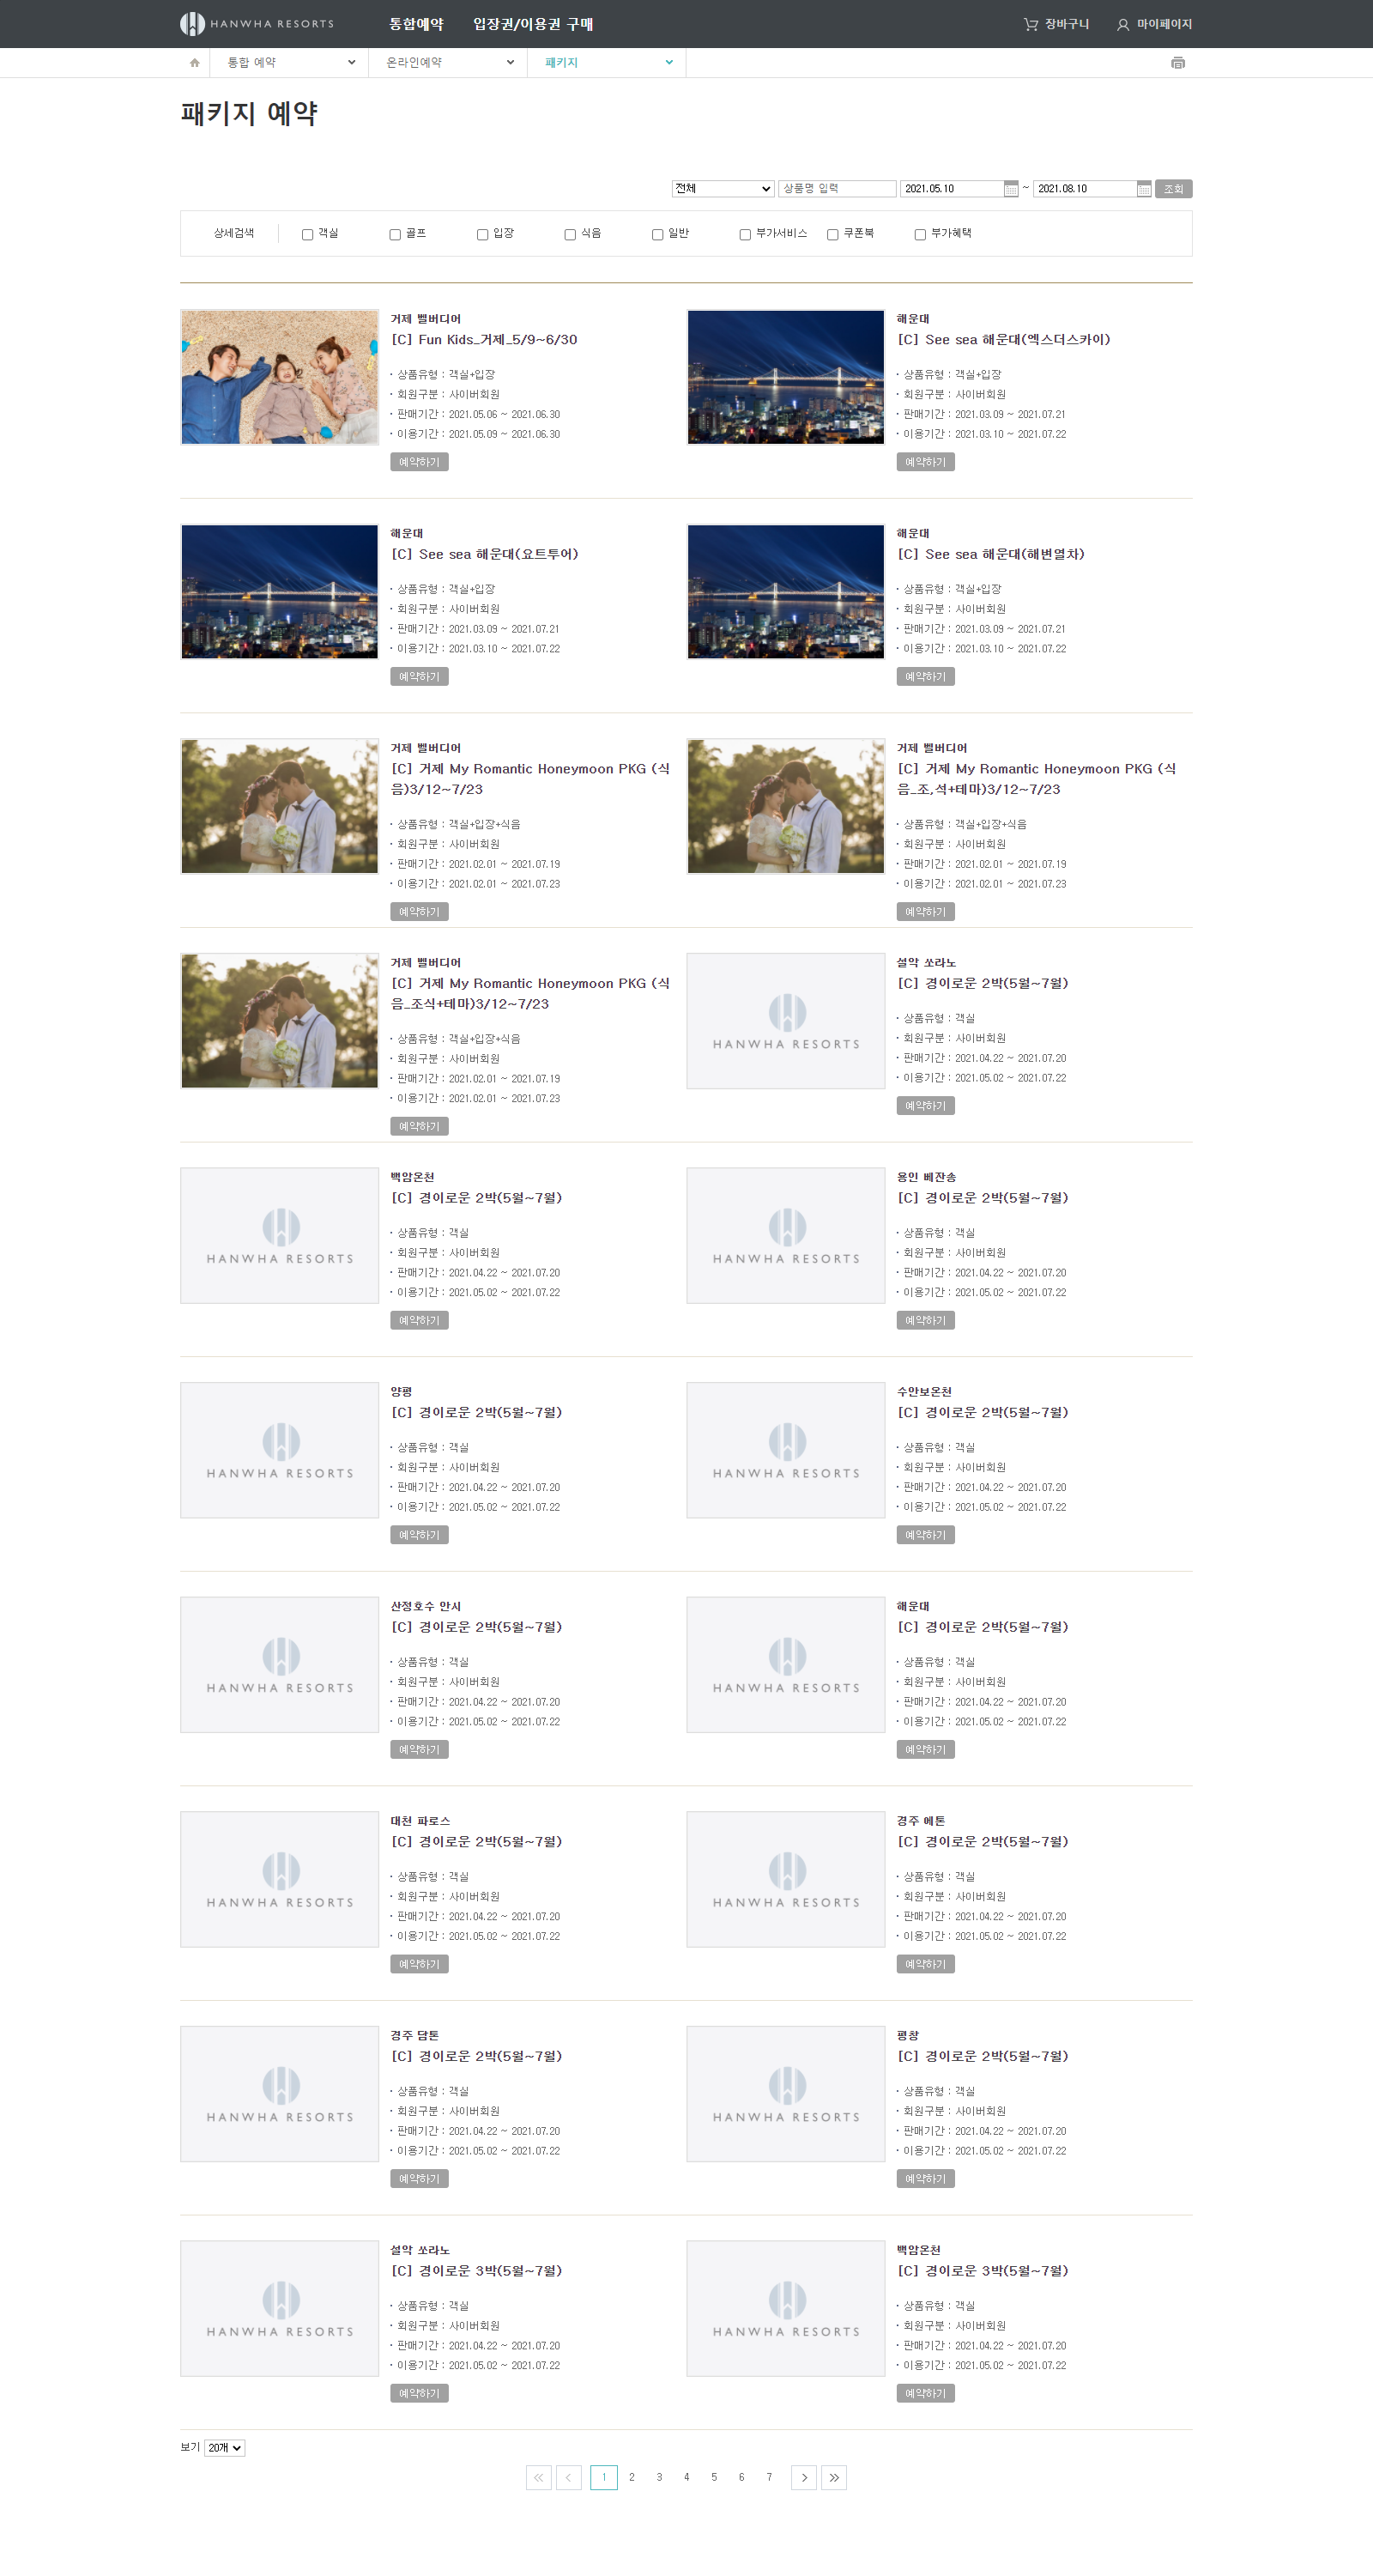 HANWHA RESORTS
통합예약
입장권/이용권 구매
장바구니
마이페이지
통합 예약
온라인예약
패키지
패키지 예약
전체
상품명 입력
2021.05.10
~
2021.08.10
조회
상세검색
객실
골프
입장
식음
일반
부가서비스
쿠폰북
부가혜택
거제 벨버디어
[C] Fun Kids_거제_5/9~6/30
· 상품유형 : 객실+입장
· 회원구분 : 사이버회원
· 판매기간 : 2021.05.06 ~ 2021.06.30
· 이용기간 : 2021.05.09 ~ 2021.06.30
예약하기
해운대
[C] See sea 해운대(엑스더스카이)
· 상품유형 : 객실+입장
· 회원구분 : 사이버회원
· 판매기간 : 2021.03.09 ~ 2021.07.21
· 이용기간 : 2021.03.10 ~ 2021.07.22
예약하기
해운대
[C] See sea 해운대(요트투어)
· 상품유형 : 객실+입장
· 회원구분 : 사이버회원
· 판매기간 : 2021.03.09 ~ 2021.07.21
· 이용기간 : 2021.03.10 ~ 2021.07.22
예약하기
해운대
[C] See sea 해운대(해변열차)
· 상품유형 : 객실+입장
· 회원구분 : 사이버회원
· 판매기간 : 2021.03.09 ~ 2021.07.21
· 이용기간 : 2021.03.10 ~ 2021.07.22
예약하기
거제 벨버디어
[C] 거제 My Romantic Honeymoon PKG (식
음)3/12~7/23
· 상품유형 : 객실+입장+식음
· 회원구분 : 사이버회원
· 판매기간 : 2021.02.01 ~ 2021.07.19
· 이용기간 : 2021.02.01 ~ 2021.07.23
예약하기
거제 벨버디어
[C] 거제 My Romantic Honeymoon PKG (식
음_조,석+테마)3/12~7/23
· 상품유형 : 객실+입장+식음
· 회원구분 : 사이버회원
· 판매기간 : 2021.02.01 ~ 2021.07.19
· 이용기간 : 2021.02.01 ~ 2021.07.23
예약하기
거제 벨버디어
[C] 거제 My Romantic Honeymoon PKG (식
음_조식+테마)3/12~7/23
· 상품유형 : 객실+입장+식음
· 회원구분 : 사이버회원
· 판매기간 : 2021.02.01 ~ 2021.07.19
· 이용기간 : 2021.02.01 ~ 2021.07.23
예약하기
HANWHA RESORTS
설악 쏘라노
[C] 경이로운 2박(5월~7월)
· 상품유형 : 객실
· 회원구분 : 사이버회원
· 판매기간 : 2021.04.22 ~ 2021.07.20
· 이용기간 : 2021.05.02 ~ 2021.07.22
예약하기
HANWHA RESORTS
백암온천
[C] 경이로운 2박(5월~7월)
· 상품유형 : 객실
· 회원구분 : 사이버회원
· 판매기간 : 2021.04.22 ~ 2021.07.20
· 이용기간 : 2021.05.02 ~ 2021.07.22
예약하기
HANWHA RESORTS
용인 베잔송
[C] 경이로운 2박(5월~7월)
· 상품유형 : 객실
· 회원구분 : 사이버회원
· 판매기간 : 2021.04.22 ~ 2021.07.20
· 이용기간 : 2021.05.02 ~ 2021.07.22
예약하기
HANWHA RESORTS
양평
[C] 경이로운 2박(5월~7월)
· 상품유형 : 객실
· 회원구분 : 사이버회원
· 판매기간 : 2021.04.22 ~ 2021.07.20
· 이용기간 : 2021.05.02 ~ 2021.07.22
예약하기
HANWHA RESORTS
수안보온천
[C] 경이로운 2박(5월~7월)
· 상품유형 : 객실
· 회원구분 : 사이버회원
· 판매기간 : 2021.04.22 ~ 2021.07.20
· 이용기간 : 2021.05.02 ~ 2021.07.22
예약하기
HANWHA RESORTS
산정호수 안시
[C] 경이로운 2박(5월~7월)
· 상품유형 : 객실
· 회원구분 : 사이버회원
· 판매기간 : 2021.04.22 ~ 2021.07.20
· 이용기간 : 2021.05.02 ~ 2021.07.22
예약하기
HANWHA RESORTS
해운대
[C] 경이로운 2박(5월~7월)
· 상품유형 : 객실
· 회원구분 : 사이버회원
· 판매기간 : 2021.04.22 ~ 2021.07.20
· 이용기간 : 2021.05.02 ~ 2021.07.22
예약하기
HANWHA RESORTS
대천 파로스
[C] 경이로운 2박(5월~7월)
· 상품유형 : 객실
· 회원구분 : 사이버회원
· 판매기간 : 2021.04.22 ~ 2021.07.20
· 이용기간 : 2021.05.02 ~ 2021.07.22
예약하기
HANWHA RESORTS
경주 에톤
[C] 경이로운 2박(5월~7월)
· 상품유형 : 객실
· 회원구분 : 사이버회원
· 판매기간 : 2021.04.22 ~ 2021.07.20
· 이용기간 : 2021.05.02 ~ 2021.07.22
예약하기
HANWHA RESORTS
경주 담톤
[C] 경이로운 2박(5월~7월)
· 상품유형 : 객실
· 회원구분 : 사이버회원
· 판매기간 : 2021.04.22 ~ 2021.07.20
· 이용기간 : 2021.05.02 ~ 2021.07.22
예약하기
HANWHA RESORTS
평창
[C] 경이로운 2박(5월~7월)
· 상품유형 : 객실
· 회원구분 : 사이버회원
· 판매기간 : 2021.04.22 ~ 2021.07.20
· 이용기간 : 2021.05.02 ~ 2021.07.22
예약하기
HANWHA RESORTS
설악 쏘라노
[C] 경이로운 3박(5월~7월)
· 상품유형 : 객실
· 회원구분 : 사이버회원
· 판매기간 : 2021.04.22 ~ 2021.07.20
· 이용기간 : 2021.05.02 ~ 2021.07.22
예약하기
HANWHA RESORTS
백암온천
[C] 경이로운 3박(5월~7월)
· 상품유형 : 객실
· 회원구분 : 사이버회원
· 판매기간 : 2021.04.22 ~ 2021.07.20
· 이용기간 : 2021.05.02 ~ 2021.07.22
예약하기
보기 20개
1 2 3 4 5 6 7